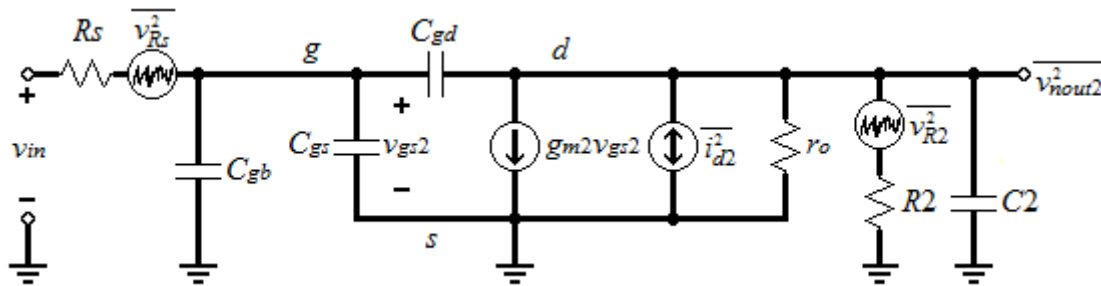 Rs
v²Rs
g
Cgd
d
v²nout2
+
vin
-
Cgb
Cgs
+
vgs2
-
gm2vgs2
i²d2
ro
v²R2
R2
C2
s